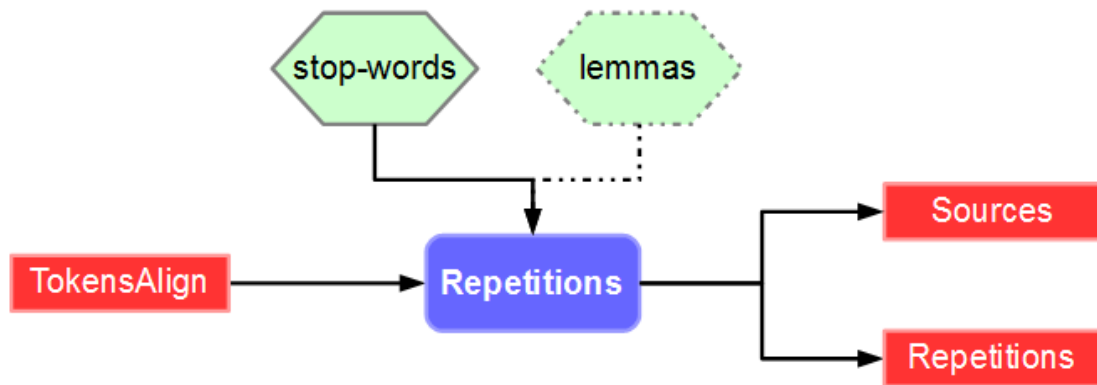 stop-words
lemmas
Sources
TokensAlign
Repetitions
Repetitions